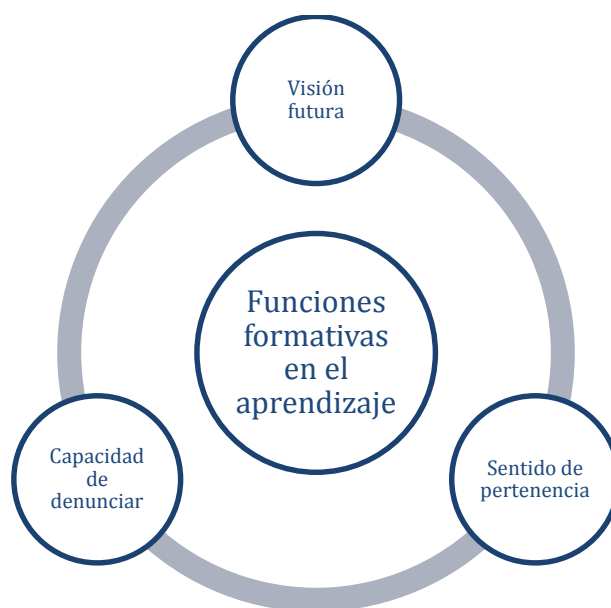 Visión
futura
Funciones
formativas
en el
aprendizaje
Capacidad
de
denunciar
Sentido de
pertenencia